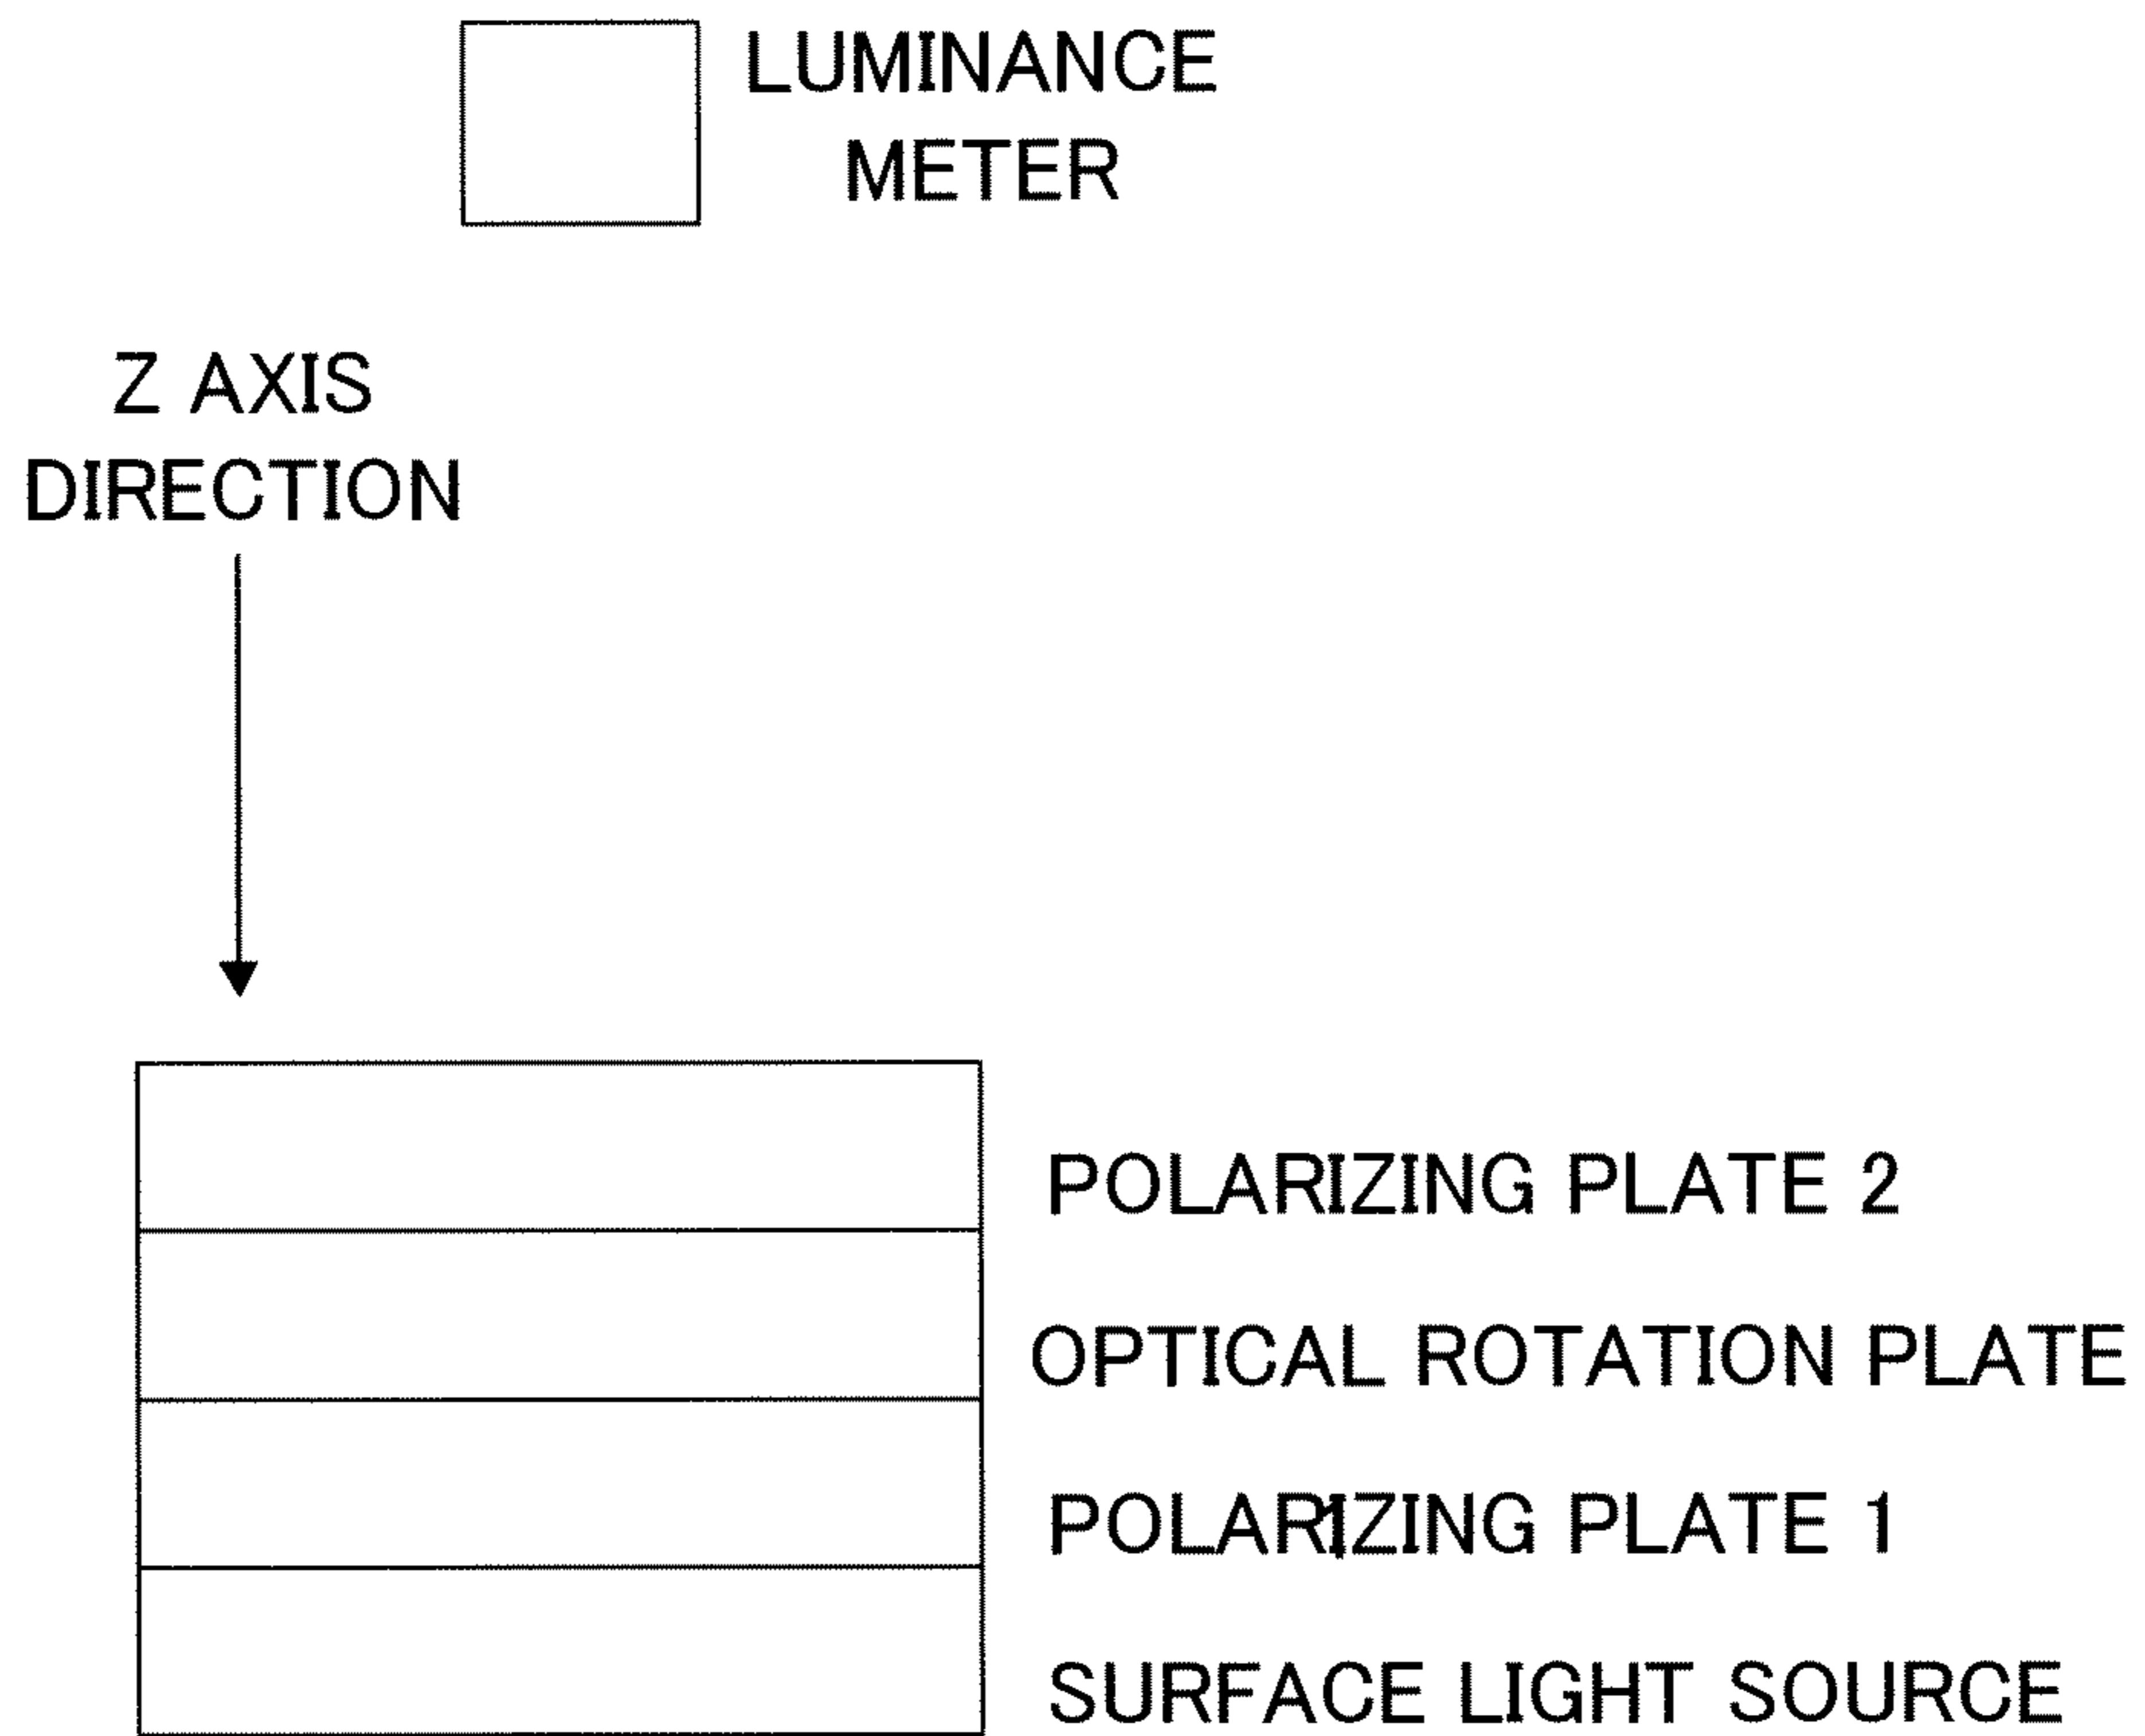 LUMINANCE
METER
Z AXIS
DIRECTION
POLARIZING PLATE 2
OPTICAL ROTATION PLATE
POLARIZING PLATE 1
SURFACE LIGHT SOURCE